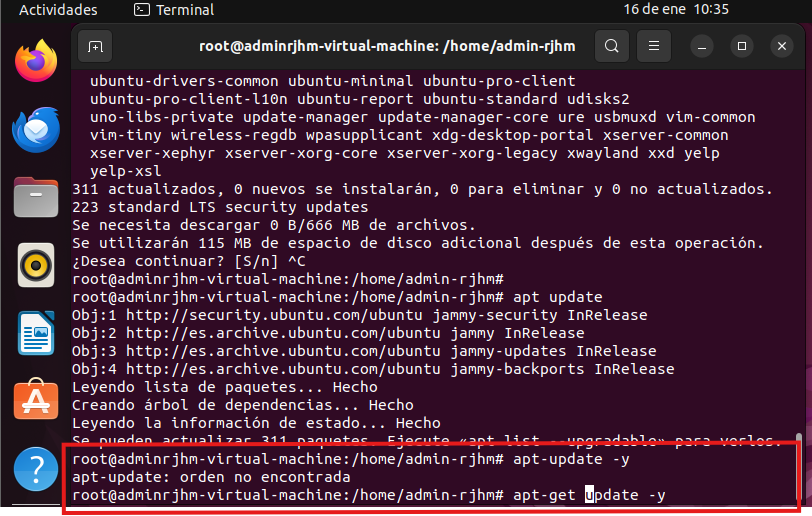 Actividades
Terminal
16 de ene 10:35
root@adminrjhm-virtual-machine: /home/admin-rjhm
ubuntu-drivers-common ubuntu-minimal ubuntu-pro-client
ubuntu-pro-client-l10n ubuntu-report ubuntu-standard udisks2
uno-libs-private update-manager update-manager-core ure usbmuxd vim-common
vim-tiny wireless-regdb wpasupplicant xdg-desktop-portal xserver-common
xserver-xephyr xserver-xorg-core xserver-xorg-legacy xwayland xxd yelp
yelp-xsl
311 actualizados, 0 nuevos se instalarán, 0 para eliminar y 0 no actualizados.
223 standard LTS security updates
Se necesita descargar 0 B/666 MB de archivos.
Se utilizarán 115 MB de espacio de disco adicional después de esta operación.
¿Desea continuar? [S/n] ^C
root@adminrjhm-virtual-machine:/home/admin-rjhm#
root@adminrjhm-virtual-machine:/home/admin-rjhm# apt update
Obj:1 http://security.ubuntu.com/ubuntu jammy-security InRelease
Obj:2 http://es.archive.ubuntu.com/ubuntu jammy InRelease
Obj:3 http://es.archive.ubuntu.com/ubuntu jammy-updates InRelease
Obj:4 http://es.archive.ubuntu.com/ubuntu jammy-backports InRelease
Leyendo lista de paquetes... Hecho
Creando árbol de dependencias... Hecho
Leyendo la información de estado... Hecho
Se pueden actualizar 311 paquetes. Ejecute «apt list --upgradable» para verlos.
root@adminrjhm-virtual-machine:/home/admin-rjhm# apt-update -y
apt-update: orden no encontrada
root@adminrjhm-virtual-machine:/home/admin-rjhm# apt-get update -y